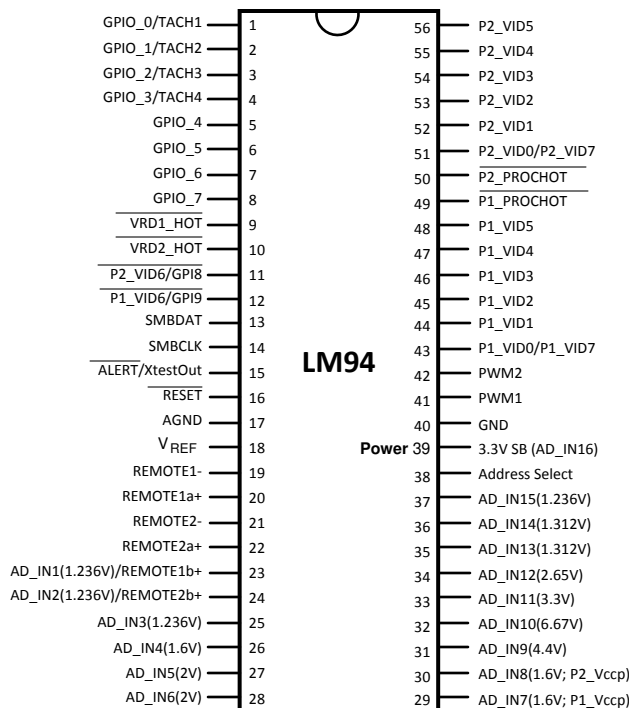 GPIO_0/TACH1 1 56 P2_VID5
GPIO_1/TACH2 2 55 P2_VID4
GPIO_2/TACH3 3 54 P2_VID3
GPIO_3/TACH4 4 53 P2_VID2
GPIO_4 5 52 P2_VID1
GPIO_5 6 51 P2_VID0/P2_VID7
GPIO_6 7 50 P2_PROCHOT
GPIO_7 8 49 P1_PROCHOT
VRD1_HOT 9 48 P1_VID5
VRD2_HOT 10 47 P1_VID4
P2_VID6/GPI8 11 46 P1_VID3
P1_VID6/GPI9 12 45 P1_VID2
SMBDAT 13 44 P1_VID1
SMBCLK 14 43 P1_VID0/P1_VID7
LM94
ALERT/XtestOut 15 42 PWM2
RESET 16 41 PWM1
AGND 17 40 GND
VREF 18 Power 39 3.3V SB (AD_IN16)
REMOTE1- 19 38 Address Select
REMOTE1a+ 20 37 AD_IN15(1.236V)
REMOTE2- 21 36 AD_IN14(1.312V)
REMOTE2a+ 22 35 AD_IN13(1.312V)
AD_IN1(1.236V)/REMOTE1b+ 23 34 AD_IN12(2.65V)
AD_IN2(1.236V)/REMOTE2b+ 24 33 AD_IN11(3.3V)
AD_IN3(1.236V) 25 32 AD_IN10(6.67V)
AD_IN4(1.6V) 26 31 AD_IN9(4.4V)
AD_IN5(2V) 27 30 AD_IN8(1.6V; P2_Vccp)
AD_IN6(2V) 28 29 AD_IN7(1.6V; P1_Vccp)